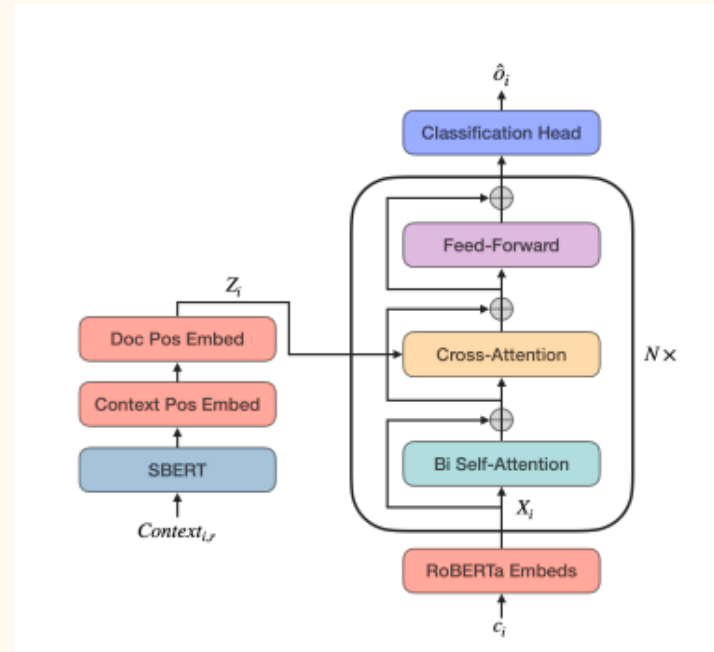 ô_i
Classification Head
Feed-Forward
Z_i
Doc Pos Embed
Cross-Attention
N ×
Context Pos Embed
SBERT
Bi Self-Attention
X_i
Context_{i,r}
RoBERTa Embeds
c_i